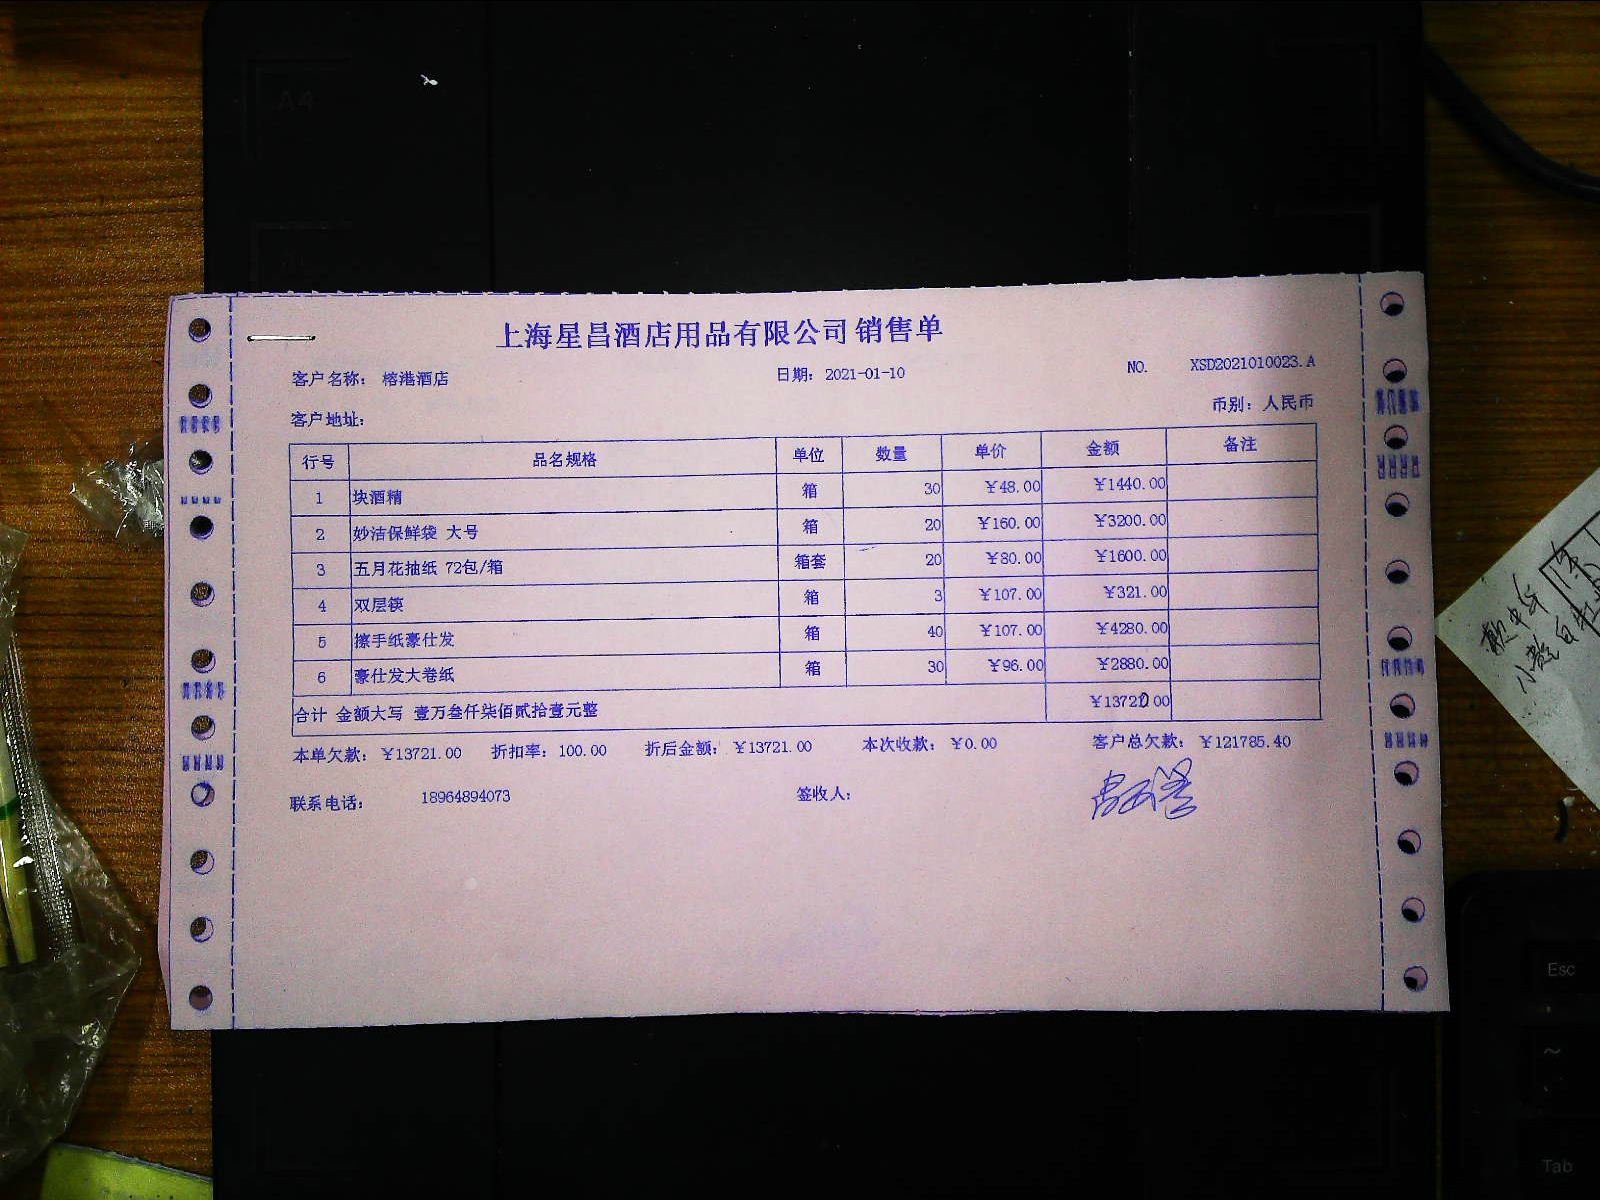 A4
上海星昌酒店用品有限公司 销售单
客户名称： 榕港酒店 日期：2021-01-10 NO. XSD2021010023.A
客户地址： 币别：人民币
行号 品名规格 单位 数量 单价 金额 备注
1 块酒精 箱 30 ￥48.00 ￥1440.00
2 妙洁保鲜袋 大号 箱 20 ￥160.00 ￥3200.00
3 五月花抽纸 72包/箱 箱套 20 ￥80.00 ￥1600.00
4 双层筷 箱 3 ￥107.00 ￥321.00
5 擦手纸豪仕发 箱 40 ￥107.00 ￥4280.00
6 豪仕发大卷纸 箱 30 ￥96.00 ￥2880.00
合计 金额大写 壹万叁仟柒佰贰拾壹元整 ￥13720.00
本单欠款：￥13721.00 折扣率：100.00 折后金额：￥13721.00 本次收款：￥0.00 客户总欠款：￥121785.40
联系电话： 18964894073 签收人：
Esc
~
Tab